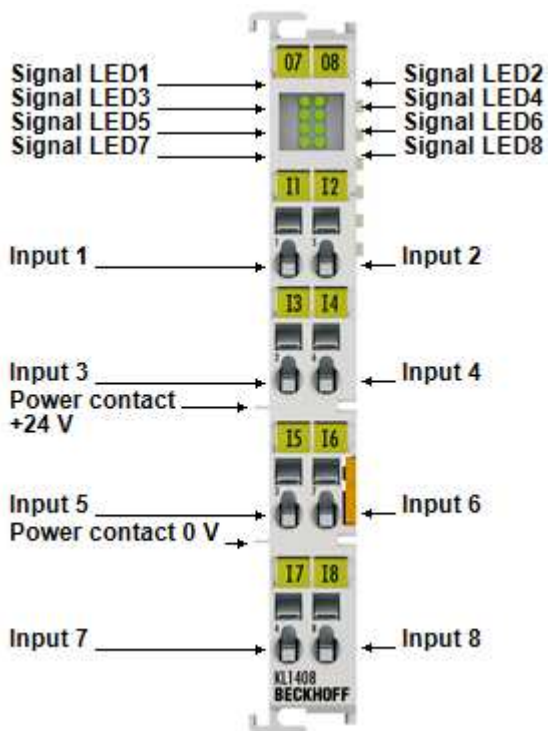 07 08
Signal LED1
Signal LED2
Signal LED3
Signal LED4
Signal LED5
Signal LED6
Signal LED7
Signal LED8
I1 I2
Input 1
Input 2
I3 I4
Input 3
Input 4
Power contact
+24 V
I5 I6
Input 5
Input 6
Power contact 0 V
I7 I8
Input 7
Input 8
KL1408
BECKHOFF